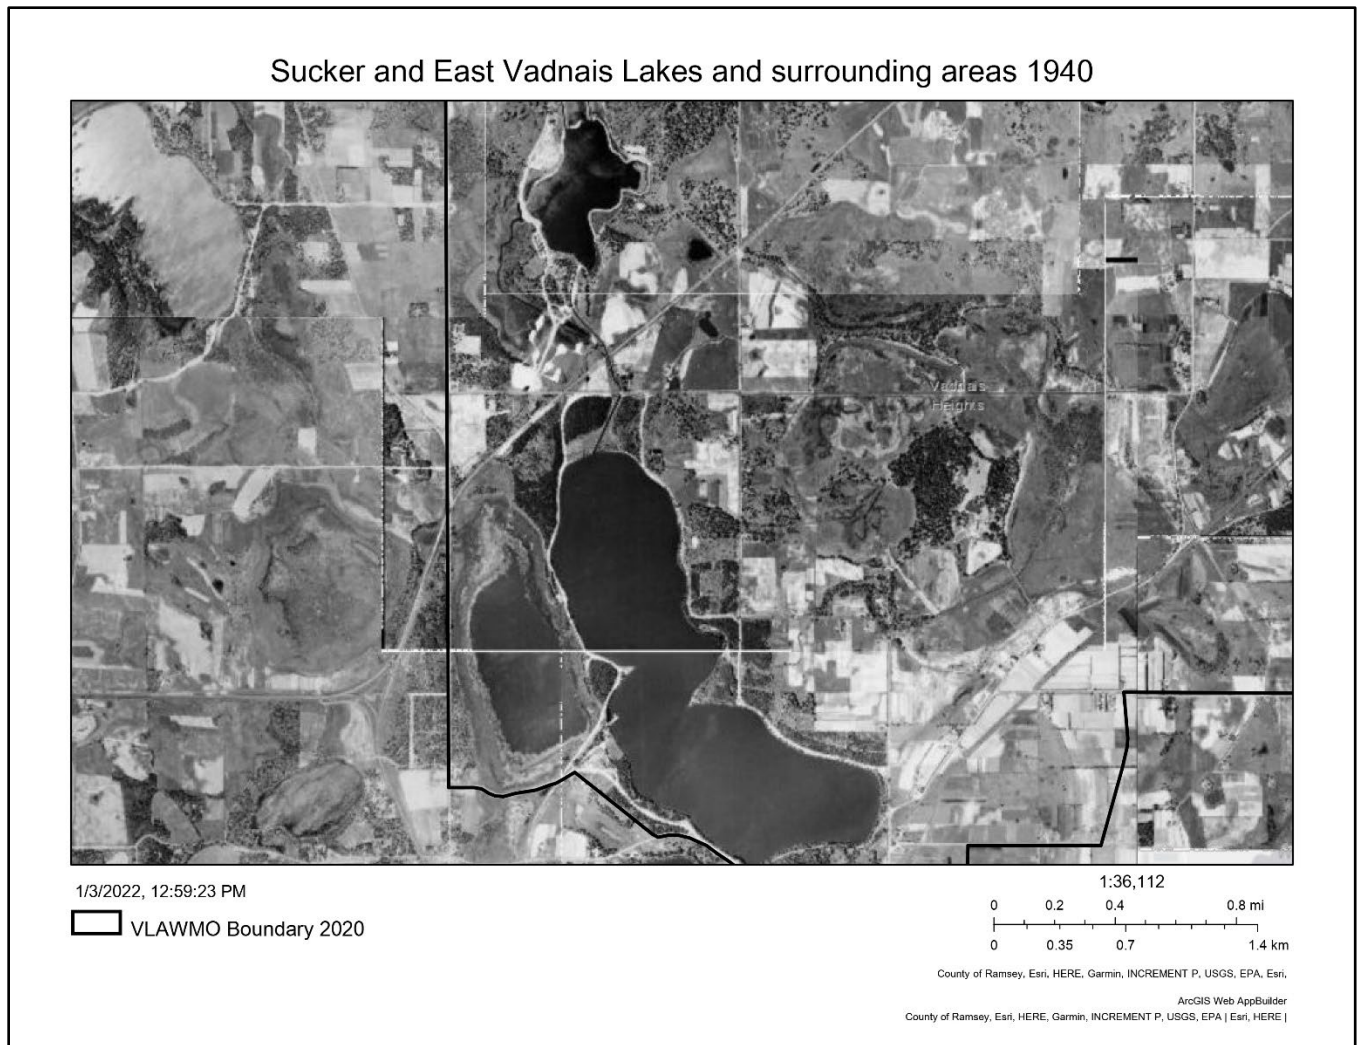 Sucker and East Vadnais Lakes and surrounding areas 1940
Vadnais
Heights
1/3/2022, 12:59:23 PM
VLAWMO Boundary 2020
1:36,112
0 0.2 0.4 0.8 mi
0 0.35 0.7 1.4 km
County of Ramsey, Esri, HERE, Garmin, INCREMENT P, USGS, EPA, Esri,
ArcGIS Web AppBuilder
County of Ramsey, Esri, HERE, Garmin, INCREMENT P, USGS, EPA | Esri, HERE |